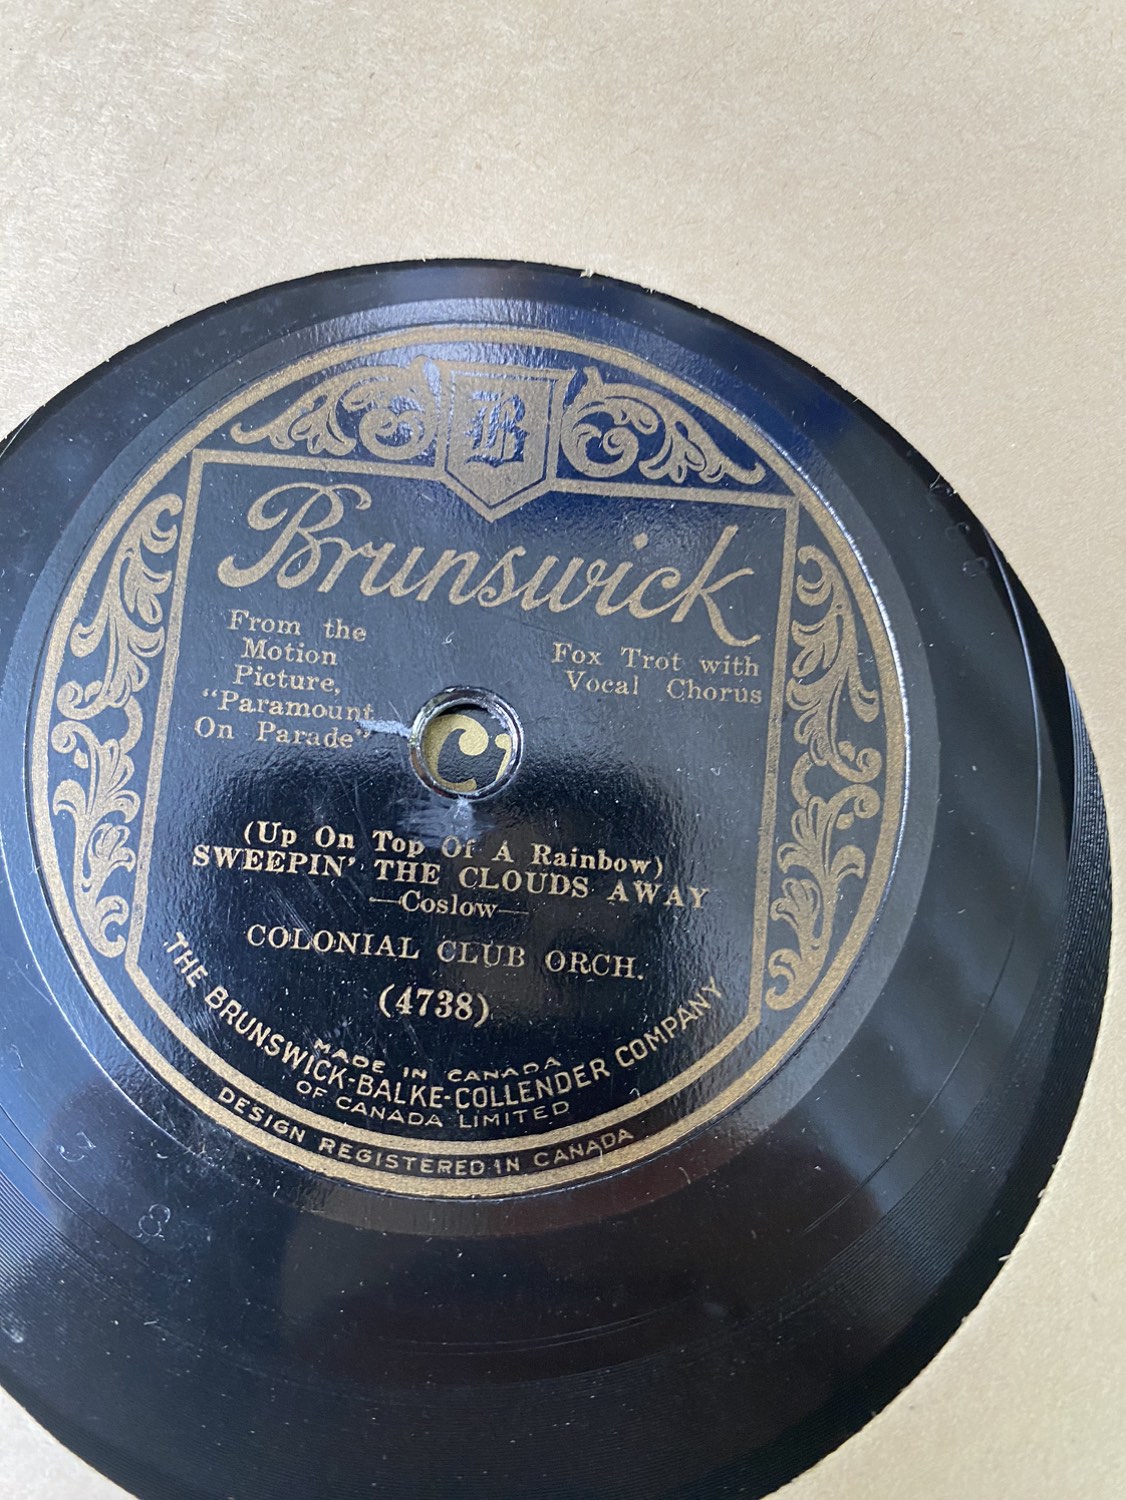 B
Brunswick
From the
Motion
Picture,
"Paramount
On Parade"
Fox Trot with
Vocal Chorus
(Up On Top Of A Rainbow)
SWEEPIN' THE CLOUDS AWAY
—Coslow—
COLONIAL CLUB ORCH.
(4738)
MADE IN CANADA
THE BRUNSWICK-BALKE-COLLENDER COMPANY
OF CANADA LIMITED
DESIGN REGISTERED IN CANADA
8